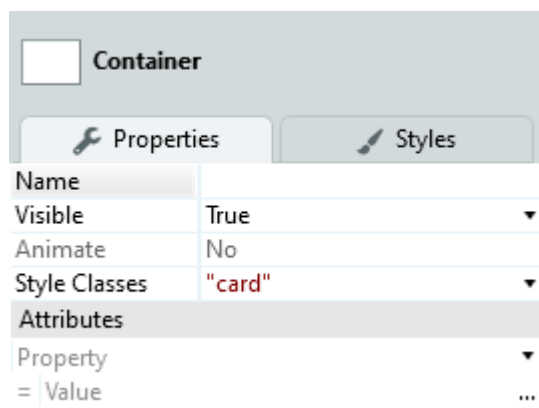 Container
Properties Styles
Name
Visible True
Animate No
Style Classes "card"
Attributes
Property
= Value ...